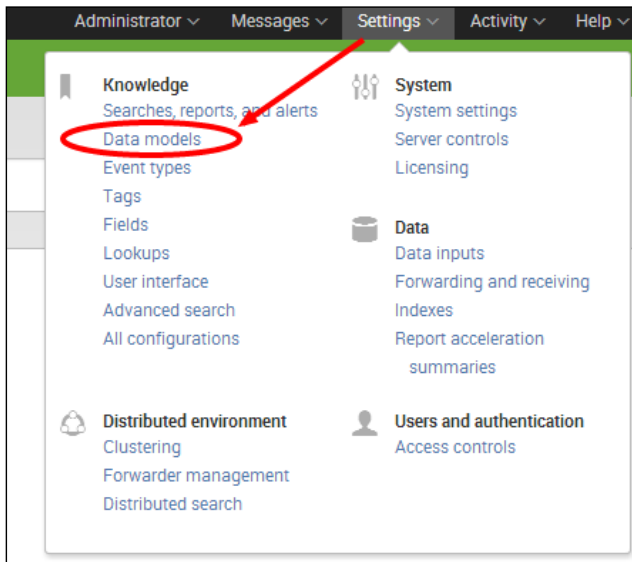 Administrator Messages Settings Activity Help
Knowledge
Searches, reports, and alerts
Data models
Event types
Tags
Fields
Lookups
User interface
Advanced search
All configurations
System
System settings
Server controls
Licensing
Data
Data inputs
Forwarding and receiving
Indexes
Report acceleration
summaries
Distributed environment
Clustering
Forwarder management
Distributed search
Users and authentication
Access controls